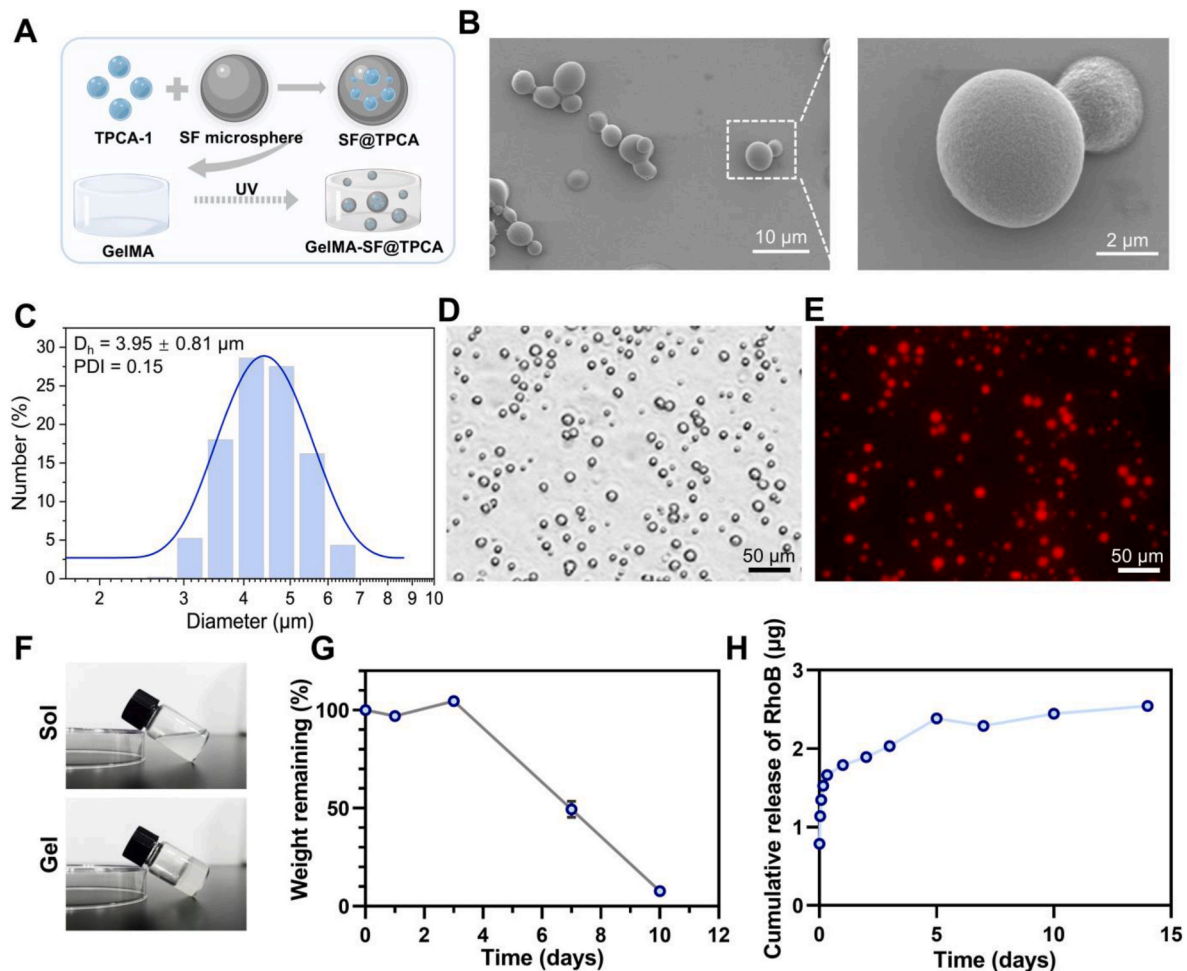 A
TPCA-1
SF microsphere
SF@TPCA
UV
GelMA
GelMA-SF@TPCA
B
10 μm
2 μm
C
Dh = 3.95 ± 0.81 μm
PDI = 0.15
Number (%)
30
25
20
15
10
5
0
2 3 4 5 6 7 8 9 10
Diameter (μm)
D
50 μm
E
50 μm
F
Sol
Gel
G
Weight remaining (%)
100
50
0
0 2 4 6 8 10 12
Time (days)
H
Cumulative release of RhoB (μg)
3
2
1
0
0 5 10 15
Time (days)